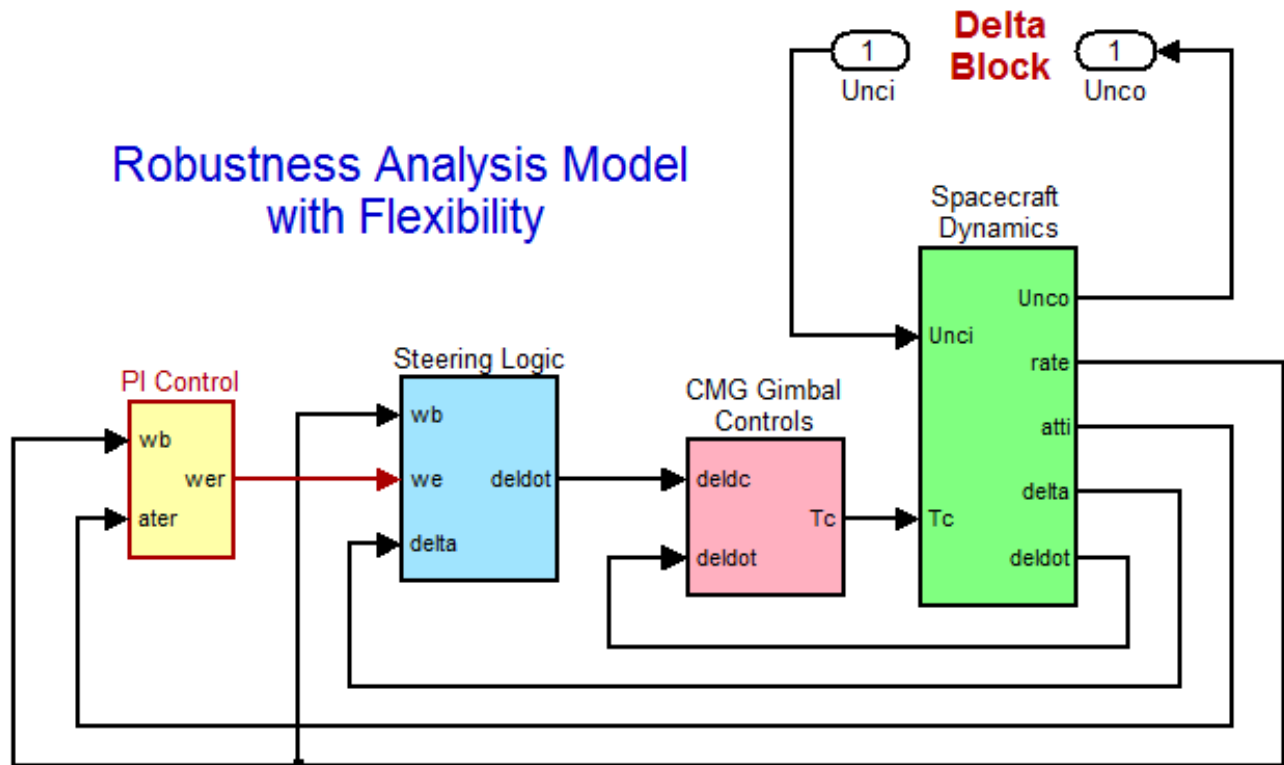 Delta
Block
1
Unci
1
Unco
Robustness Analysis Model
with Flexibility
Spacecraft
Dynamics
Unci
Tc
Unco
rate
atti
delta
deldot
PI Control
wb
ater
wer
Steering Logic
wb
we
delta
deldot
CMG Gimbal
Controls
deldc
deldot
Tc